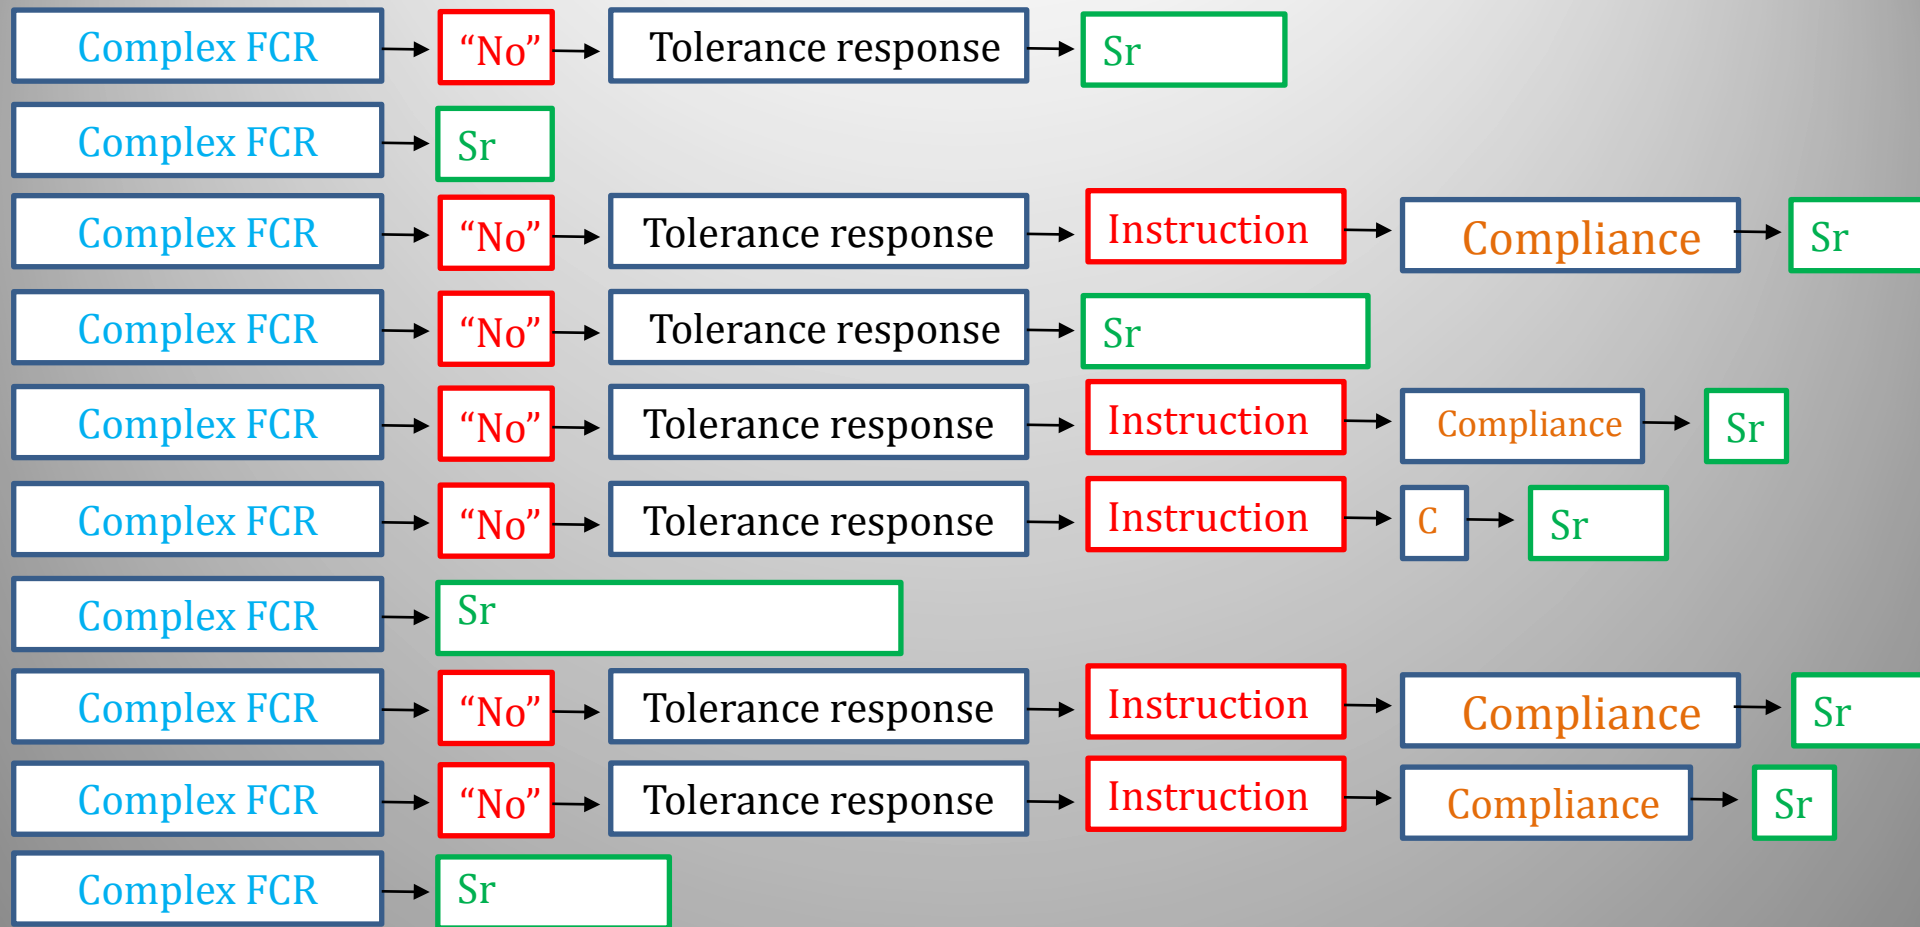 Complex FCR “No” Tolerance response Sr
Complex FCR Sr
Complex FCR “No” Tolerance response Instruction Compliance Sr
Complex FCR “No” Tolerance response Sr
Complex FCR “No” Tolerance response Instruction Compliance Sr
Complex FCR “No” Tolerance response Instruction C Sr
Complex FCR Sr
Complex FCR “No” Tolerance response Instruction Compliance Sr
Complex FCR “No” Tolerance response Instruction Compliance Sr
Complex FCR Sr